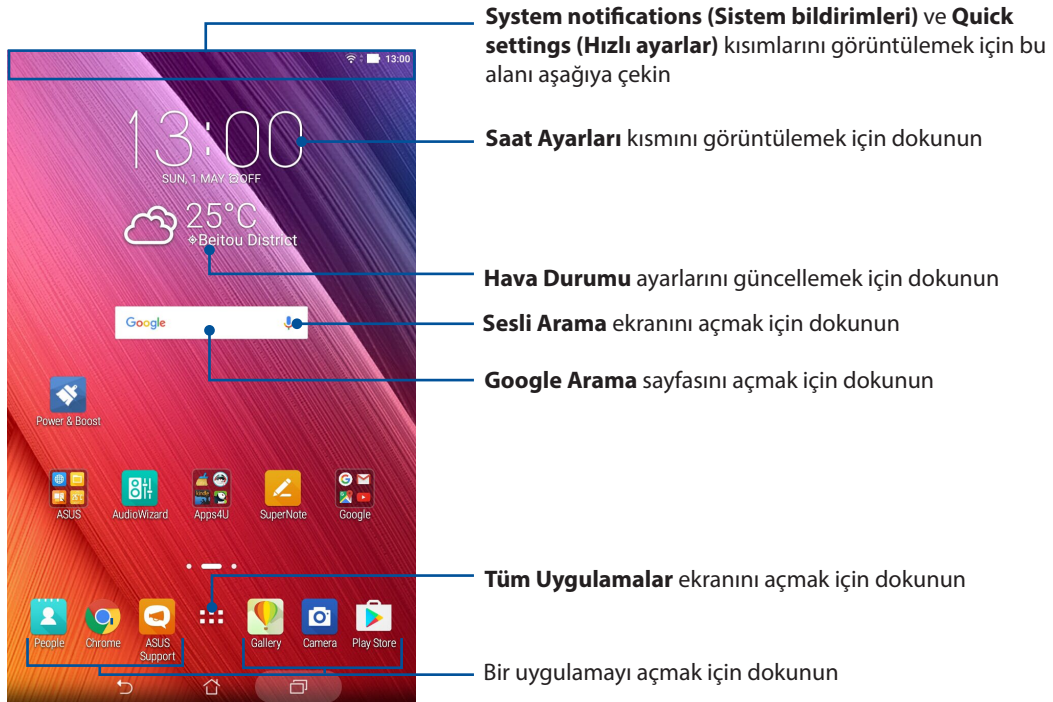 System notifications (Sistem bildirimleri) ve Quick
settings (Hızlı ayarlar) kısımlarını görüntülemek için bu
alanı aşağıya çekin
13:00
13:00
SUN, 1 MAY OFF
Saat Ayarları kısmını görüntülemek için dokunun
25°C
Beitou District
Hava Durumu ayarlarını güncellemek için dokunun
Google
Sesli Arama ekranını açmak için dokunun
Google Arama sayfasını açmak için dokunun
Power & Boost
ASUS AudioWizard Apps4U SuperNote Google
Tüm Uygulamalar ekranını açmak için dokunun
People Chrome ASUS Gallery Camera Play Store
Support
Bir uygulamayı açmak için dokunun